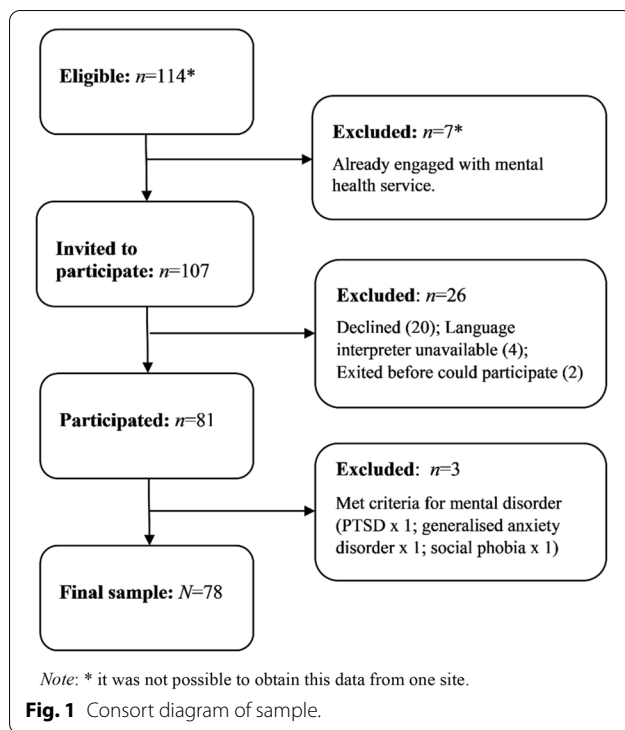 Eligible: n=114*
Excluded: n=7*
Already engaged with mental
health service.
Invited to
participate: n=107
Excluded: n=26
Declined (20); Language
interpreter unavailable (4);
Exited before could participate (2)
Participated: n=81
Excluded: n=3
Met criteria for mental disorder
(PTSD x 1; generalised anxiety
disorder x 1; social phobia x 1)
Final sample: N=78
Note: * it was not possible to obtain this data from one site.
Fig. 1 Consort diagram of sample.